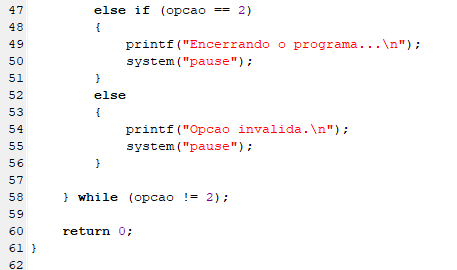 47 else if (opcao == 2)
48 {
49 printf("Encerrando o programa...\n");
50 system("pause");
51 }
52 else
53 {
54 printf("Opcao invalida.\n");
55 system("pause");
56 }
57
58 } while (opcao != 2);
59
60 return 0;
61 }
62